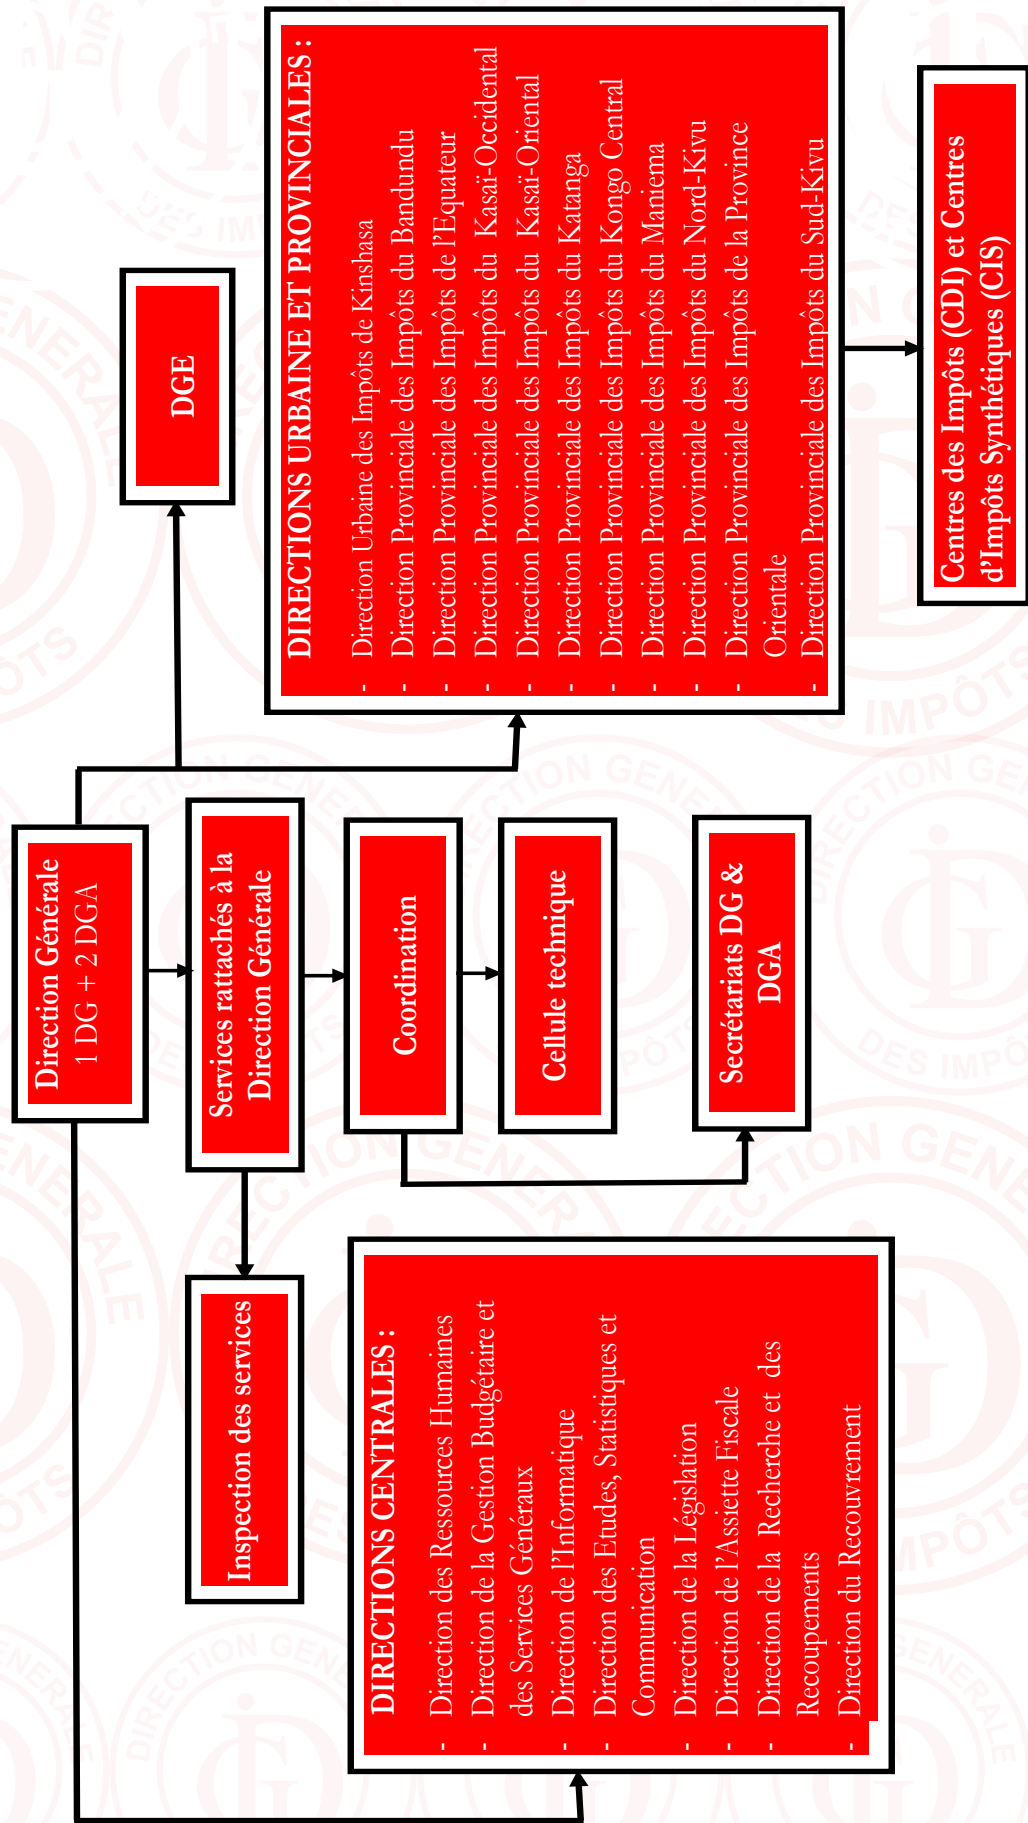 Direction Générale
1 DG + 2 DGA
Services rattachés à la
Direction Générale
Inspection des services
Coordination
Cellule technique
Secrétariats DG &
DGA
DGE
DIRECTIONS CENTRALES :
- Direction des Ressources Humaines
- Direction de la Gestion Budgétaire et
des Services Généraux
- Direction de l'Informatique
- Direction des Etudes, Statistiques et
Communication
- Direction de la Législation
- Direction de l'Assiette Fiscale
- Direction de la Recherche et des
Recoupements
- Direction du Recouvrement
DIRECTIONS URBAINE ET PROVINCIALES :
- Direction Urbaine des Impôts de Kinshasa
- Direction Provinciale des Impôts du Bandundu
- Direction Provinciale des Impôts de l'Equateur
- Direction Provinciale des Impôts du Kasaï-Occidental
- Direction Provinciale des Impôts du Kasaï-Oriental
- Direction Provinciale des Impôts du Katanga
- Direction Provinciale des Impôts du Kongo Central
- Direction Provinciale des Impôts du Maniema
- Direction Provinciale des Impôts du Nord-Kivu
- Direction Provinciale des Impôts de la Province
Orientale
- Direction Provinciale des Impôts du Sud-Kivu
Centres des Impôts (CDI) et Centres
d'Impôts Synthétiques (CIS)
DIRECTION GENERALE
DES IMPÔTS